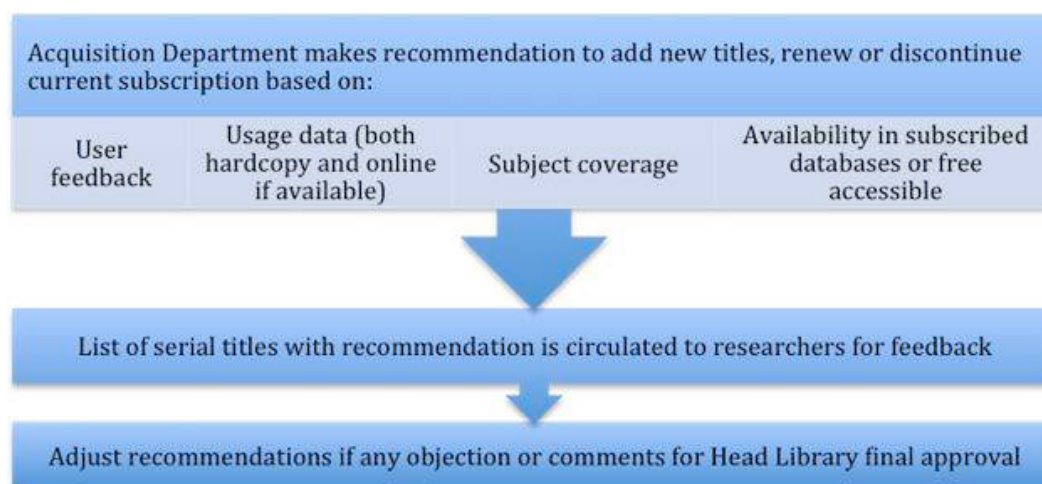 Acquisition Department makes recommendation to add new titles, renew or discontinue
current subscription based on:
User
feedback
Usage data (both
hardcopy and online
if available)
Subject coverage
Availability in subscribed
databases or free
accessible
List of serial titles with recommendation is circulated to researchers for feedback
Adjust recommendations if any objection or comments for Head Library final approval